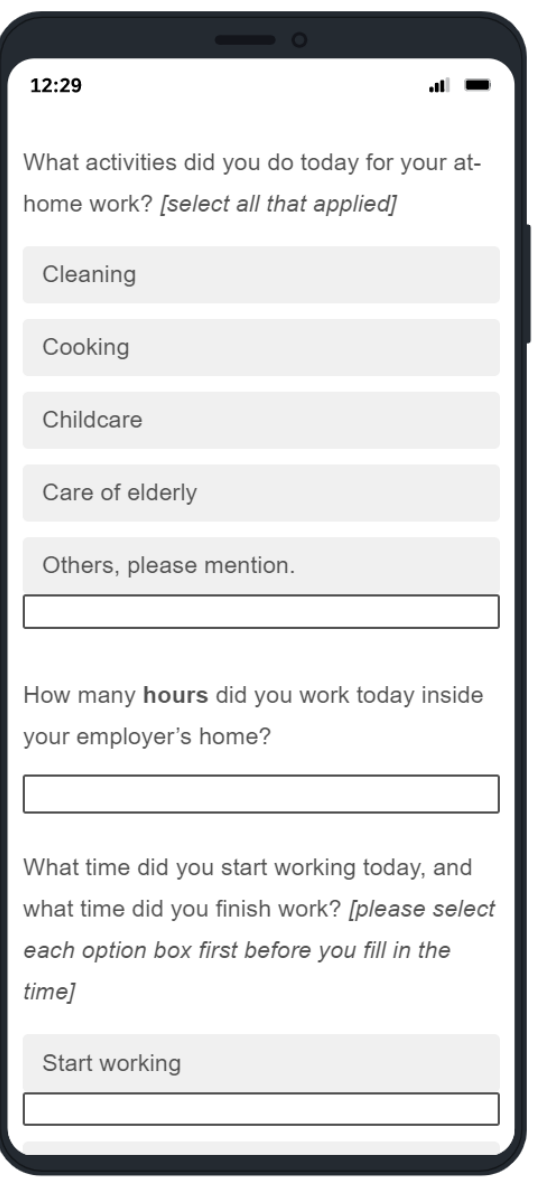 12:29
What activities did you do today for your at-
home work? [select all that applied]
Cleaning
Cooking
Childcare
Care of elderly
Others, please mention.
How many hours did you work today inside
your employer’s home?
What time did you start working today, and
what time did you finish work? [please select
each option box first before you fill in the
time]
Start working